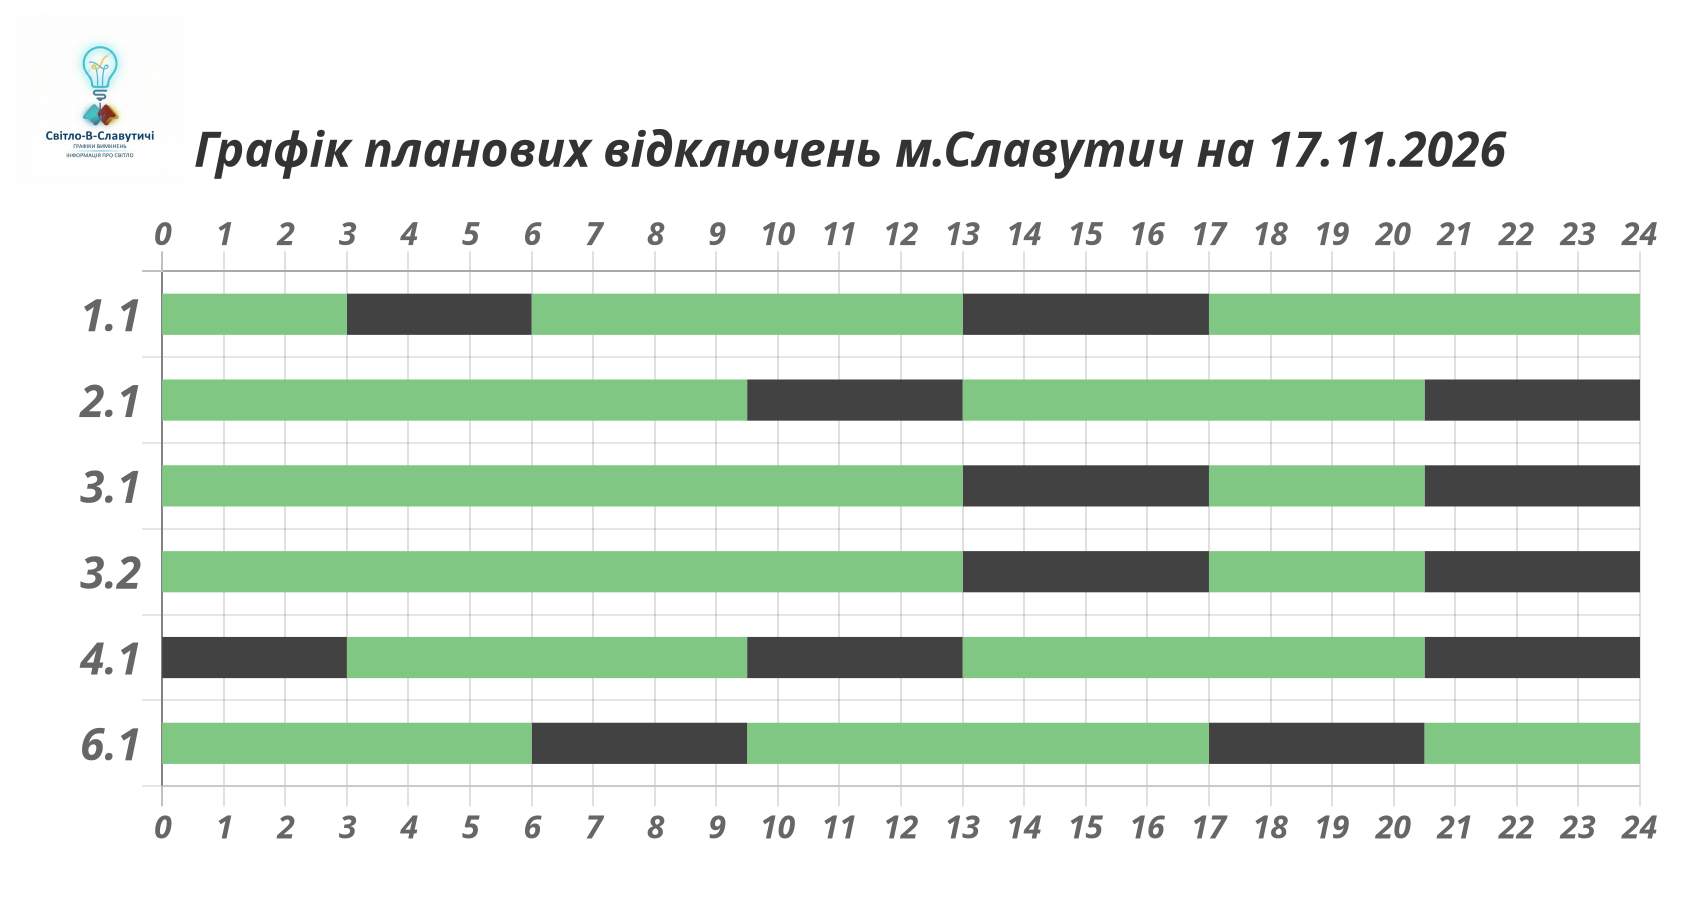 Світло-В-Славутичі
ГРАФІКИ ВИМКНЕНЬ
ІНФОРМАЦІЯ ПРО СВІТЛО
Графік планових відключень м.Славутич на 17.11.2026
0 1 2 3 4 5 6 7 8 9 10 11 12 13 14 15 16 17 18 19 20 21 22 23 24
1.1
2.1
3.1
3.2
4.1
6.1
0 1 2 3 4 5 6 7 8 9 10 11 12 13 14 15 16 17 18 19 20 21 22 23 24